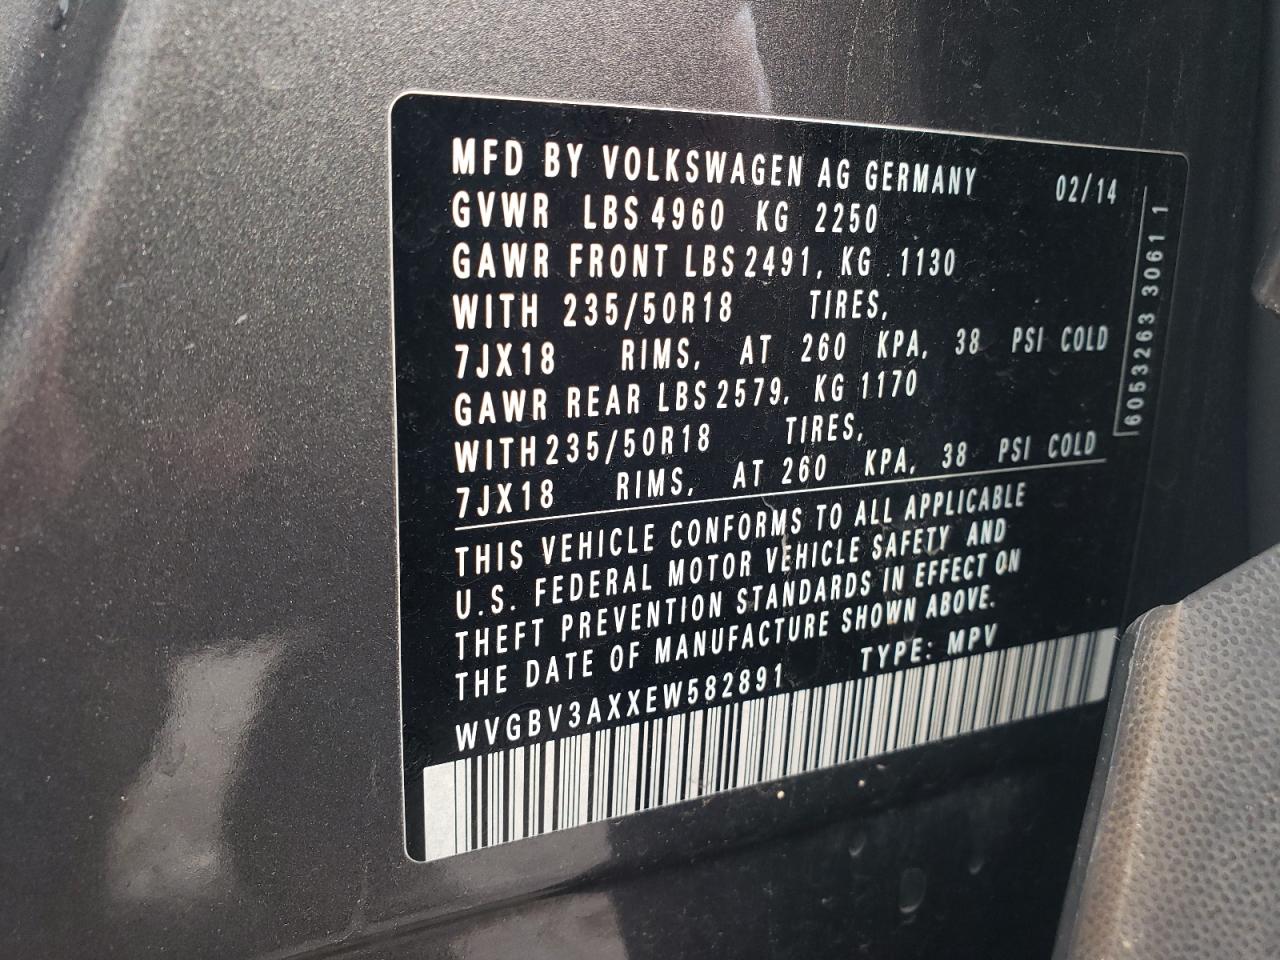 MFD BY VOLKSWAGEN AG GERMANY 02/14
GVWR LBS 4960 KG 2250
GAWR FRONT LBS 2491, KG 1130
WITH 235/50R18 TIRES,
7JX18 RIMS, AT 260 KPA, 38 PSI COLD
GAWR REAR LBS 2579, KG 1170
WITH 235/50R18 TIRES,
7JX18 RIMS, AT 260 KPA, 38 PSI COLD
THIS VEHICLE CONFORMS TO ALL APPLICABLE
U.S. FEDERAL MOTOR VEHICLE SAFETY AND
THEFT PREVENTION STANDARDS IN EFFECT ON
THE DATE OF MANUFACTURE SHOWN ABOVE.
WVGBV3AXXEW582891 TYPE: MPV
6053263 3061 1